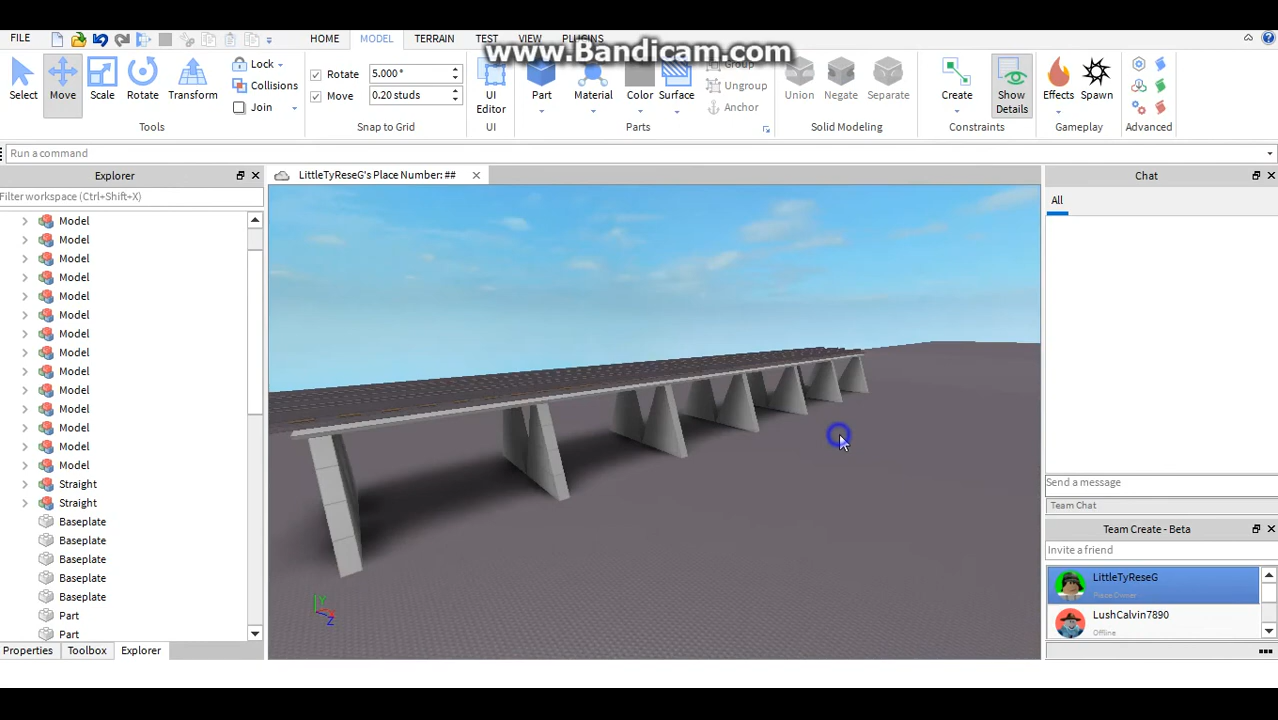 FILE HOME MODEL TERRAIN TEST VIEW PLUGINS
www.Bandicam.com
Select Move Scale Rotate Transform
Lock
Collisions
Join
Tools
Rotate 5.000 °
Move 0.20 studs
Snap to Grid
UI
Editor
UI
Part Material Color Surface
Group
Ungroup
Anchor
Parts
Union Negate Separate
Solid Modeling
Create Show
Details
Constraints
Effects Spawn
Gameplay
Advanced
Run a command
Explorer
Filter workspace (Ctrl+Shift+X)
Model
Model
Model
Model
Model
Model
Model
Model
Model
Model
Model
Model
Model
Model
Straight
Straight
Baseplate
Baseplate
Baseplate
Baseplate
Baseplate
Part
Part
Properties Toolbox Explorer
LittleTyReseG's Place Number: ##
Y
Z
Chat
All
Send a message
Team Chat
Team Create - Beta
Invite a friend
LittleTyReseG
Place Owner
LushCalvin7890
Offline